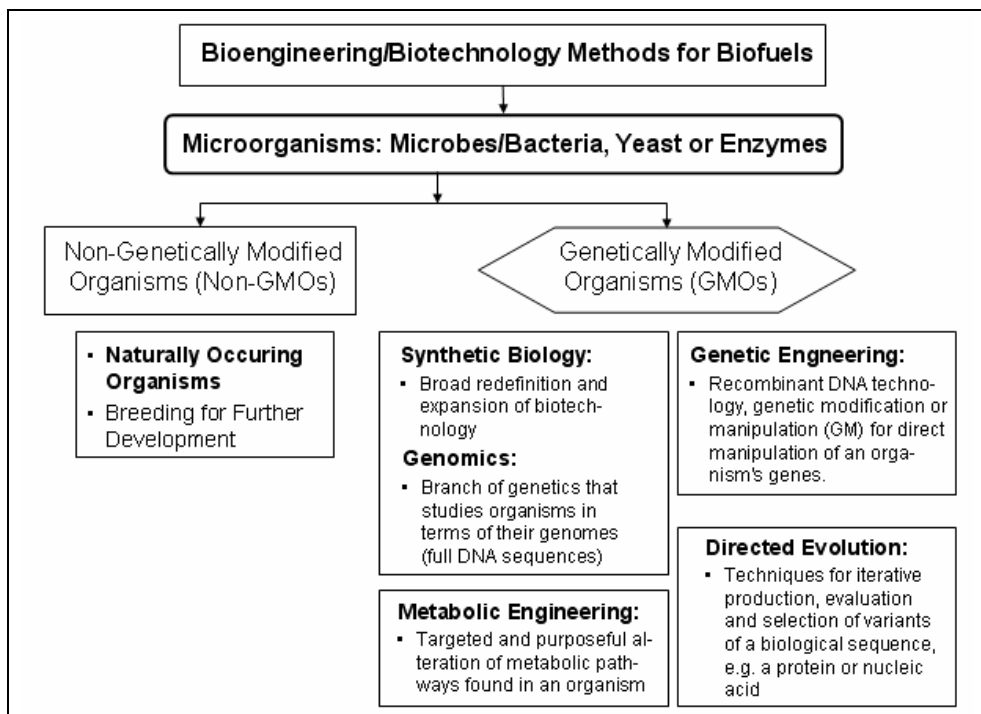 Bioengineering/Biotechnology Methods for Biofuels
Microorganisms: Microbes/Bacteria, Yeast or Enzymes
Non-Genetically Modified
Organisms (Non-GMOs)
Genetically Modified
Organisms (GMOs)
▪ Naturally Occuring
Organisms
▪ Breeding for Further
Development
Synthetic Biology:
▪ Broad redefinition and
expansion of biotech-
nology
Genomics:
▪ Branch of genetics that
studies organisms in
terms of their genomes
(full DNA sequences)
Metabolic Engineering:
▪ Targeted and purposeful al-
teration of metabolic path-
ways found in an organism
Genetic Engneering:
▪ Recombinant DNA techno-
logy, genetic modification or
manipulation (GM) for direct
manipulation of an orga-
nism's genes.
Directed Evolution:
▪ Techniques for iterative
production, evaluation
and selection of variants
of a biological sequence,
e.g. a protein or nucleic
acid